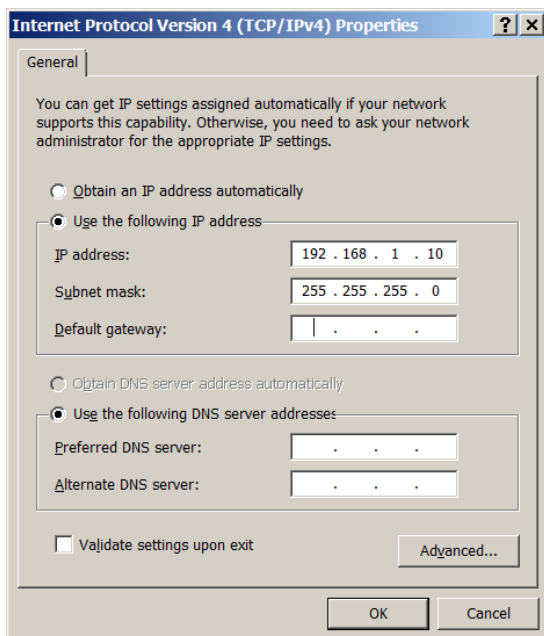 Internet Protocol Version 4 (TCP/IPv4) Properties
General
You can get IP settings assigned automatically if your network
supports this capability. Otherwise, you need to ask your network
administrator for the appropriate IP settings.
Obtain an IP address automatically
Use the following IP address
IP address: 192 . 168 . 1 . 10
Subnet mask: 255 . 255 . 255 . 0
Default gateway: . . .
Obtain DNS server address automatically
Use the following DNS server addresses
Preferred DNS server: . . .
Alternate DNS server: . . .
Validate settings upon exit
Advanced...
OK Cancel